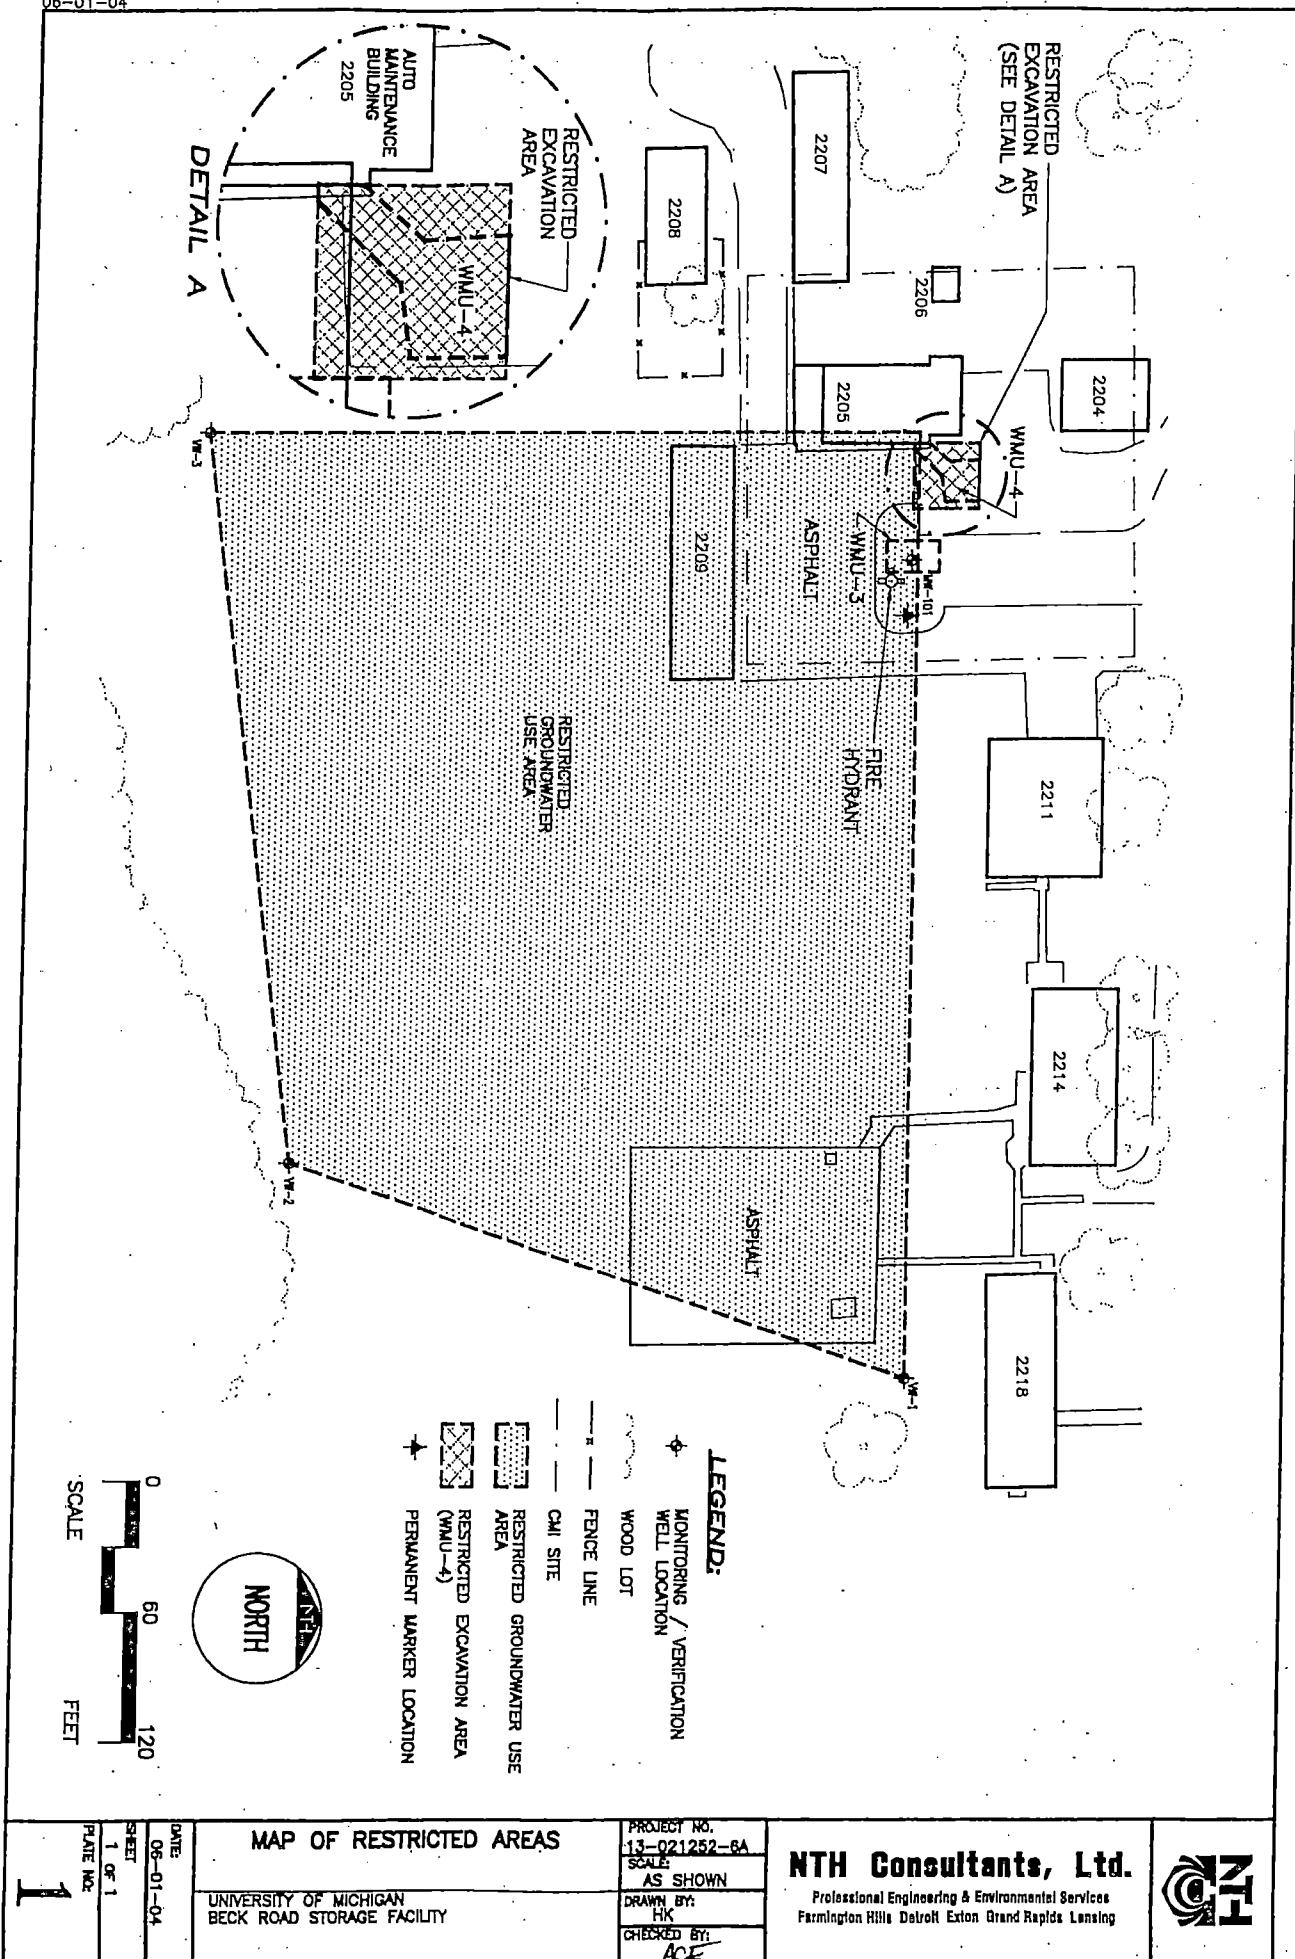 06-01-04
RESTRICTED
EXCAVATION AREA
(SEE DETAIL A)
AUTO
MAINTENANCE
BUILDING
2205
RESTRICTED
EXCAVATION
AREA
WMU-4
DETAIL A
2207
2208
2206
2204
2205
WMU-4
WMU-3
MW-101
ASPHALT
2209
FIRE
HYDRANT
2211
2214
2218
RESTRICTED
GROUNDWATER
USE AREA
ASPHALT
VW-3
VW-2
VW-1
LEGEND:
MONITORING / VERIFICATION
WELL LOCATION
WOOD LOT
FENCE LINE
CMI SITE
RESTRICTED GROUNDWATER USE
AREA
RESTRICTED EXCAVATION AREA
(WMU-4)
PERMANENT MARKER LOCATION
NTH
NORTH
0 60 120
SCALE FEET
NTH
NTH Consultants, Ltd.
Professional Engineering & Environmental Services
Farmington Hills Detroit Exton Grand Rapids Lansing
PROJECT NO.
13-021252-6A
SCALE:
AS SHOWN
DRAWN BY:
HK
CHECKED BY:
ACE
MAP OF RESTRICTED AREAS
UNIVERSITY OF MICHIGAN
BECK ROAD STORAGE FACILITY
DATE:
06-01-04
SHEET
1 OF 1
PLATE NO:
1